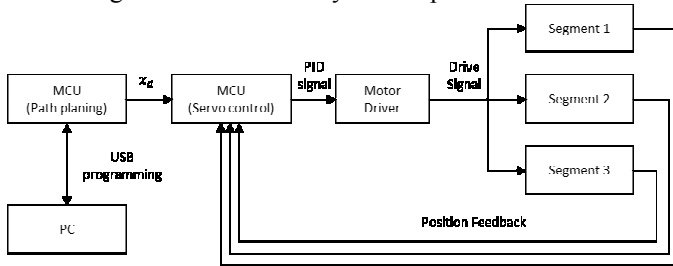 Segment 1
PID
signal
Drive
Signal
MCU
(Path planing)
x_d
MCU
(Servo control)
Motor
Driver
Segment 2
USB
programming
Segment 3
PC
Position Feedback